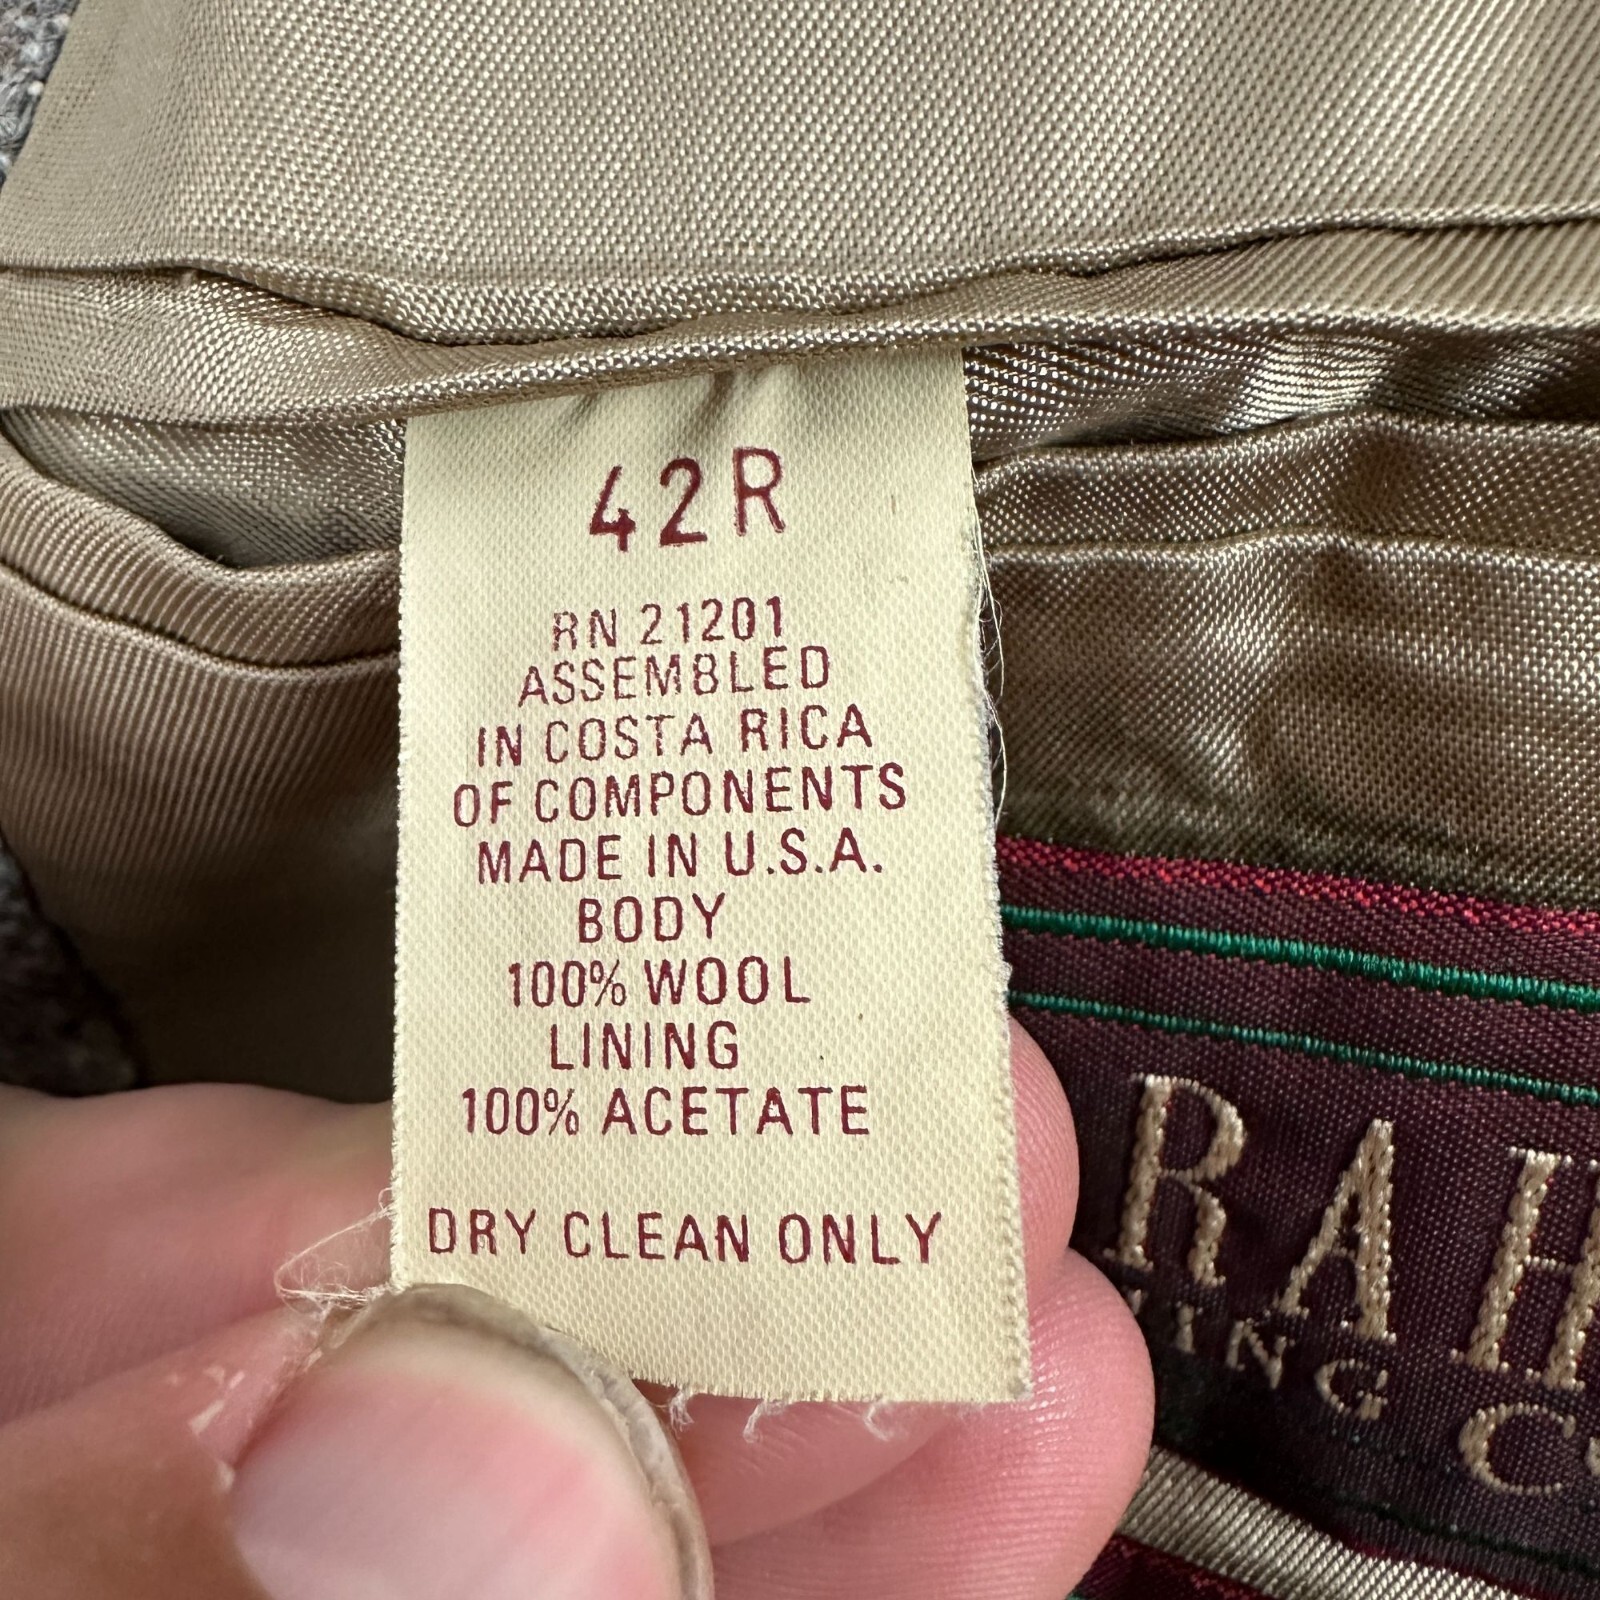 42R
RN 21201
ASSEMBLED
IN COSTA RICA
OF COMPONENTS
MADE IN U.S.A.
BODY
100% WOOL
LINING
100% ACETATE
DRY CLEAN ONLY
RAH
ING
C